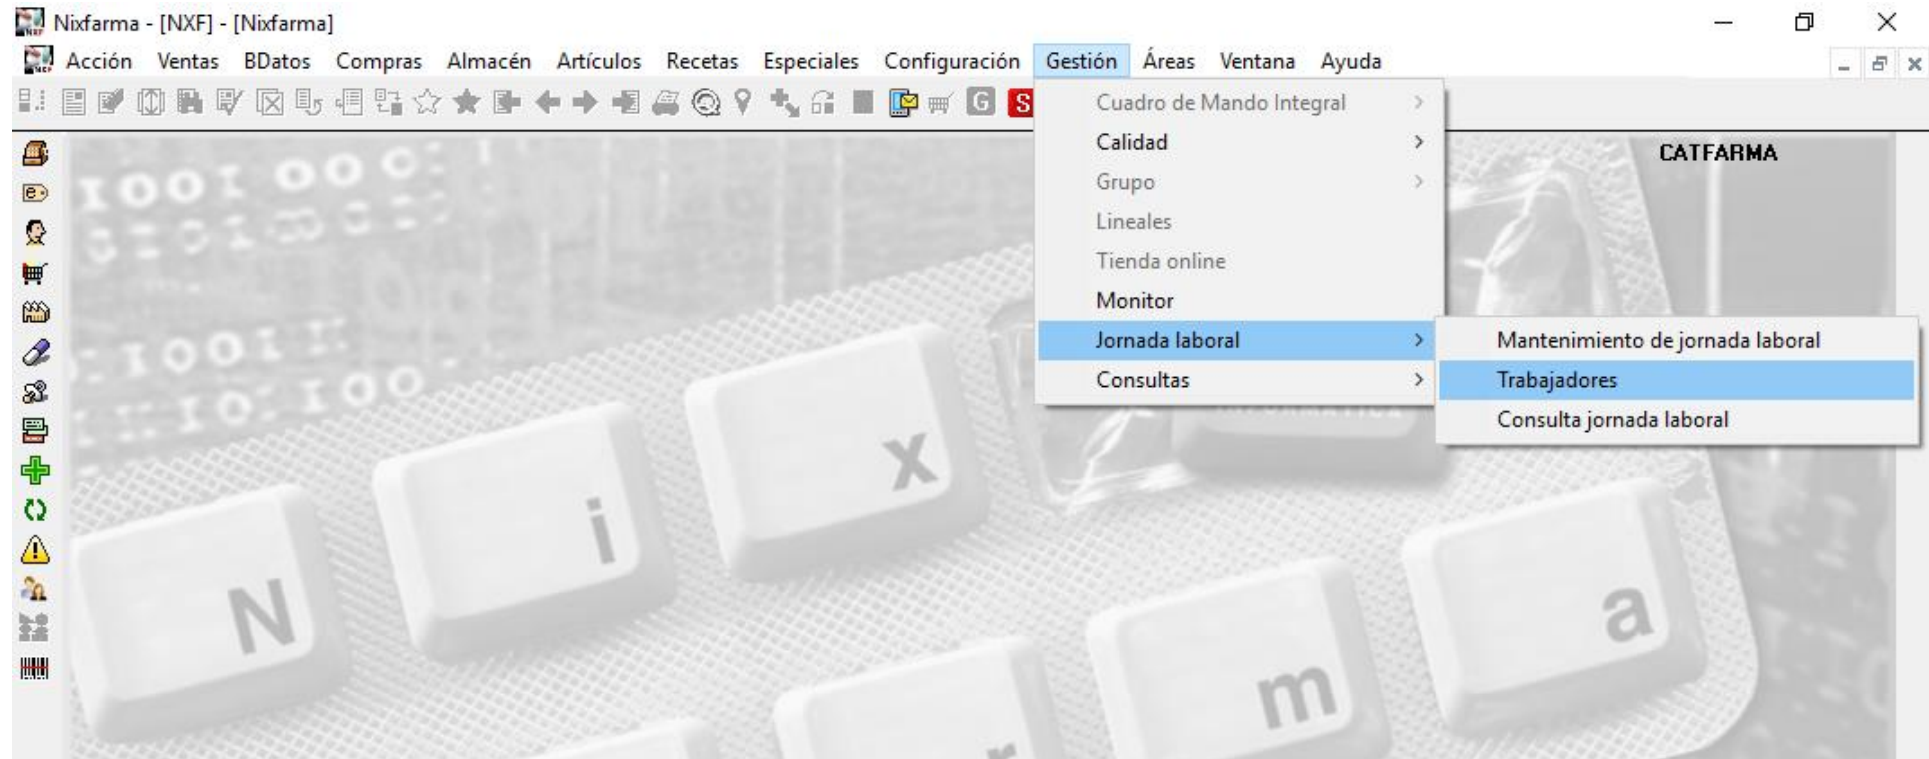 Nixfarma - [NXF] - [Nixfarma]
Acción Ventas BDatos Compras Almacén Artículos Recetas Especiales Configuración Gestión Áreas Ventana Ayuda
G S
Cuadro de Mando Integral
Calidad
Grupo
Lineales
Tienda online
Monitor
Jornada laboral
Consultas
Mantenimiento de jornada laboral
Trabajadores
Consulta jornada laboral
CATFARMA
N i x
r m a